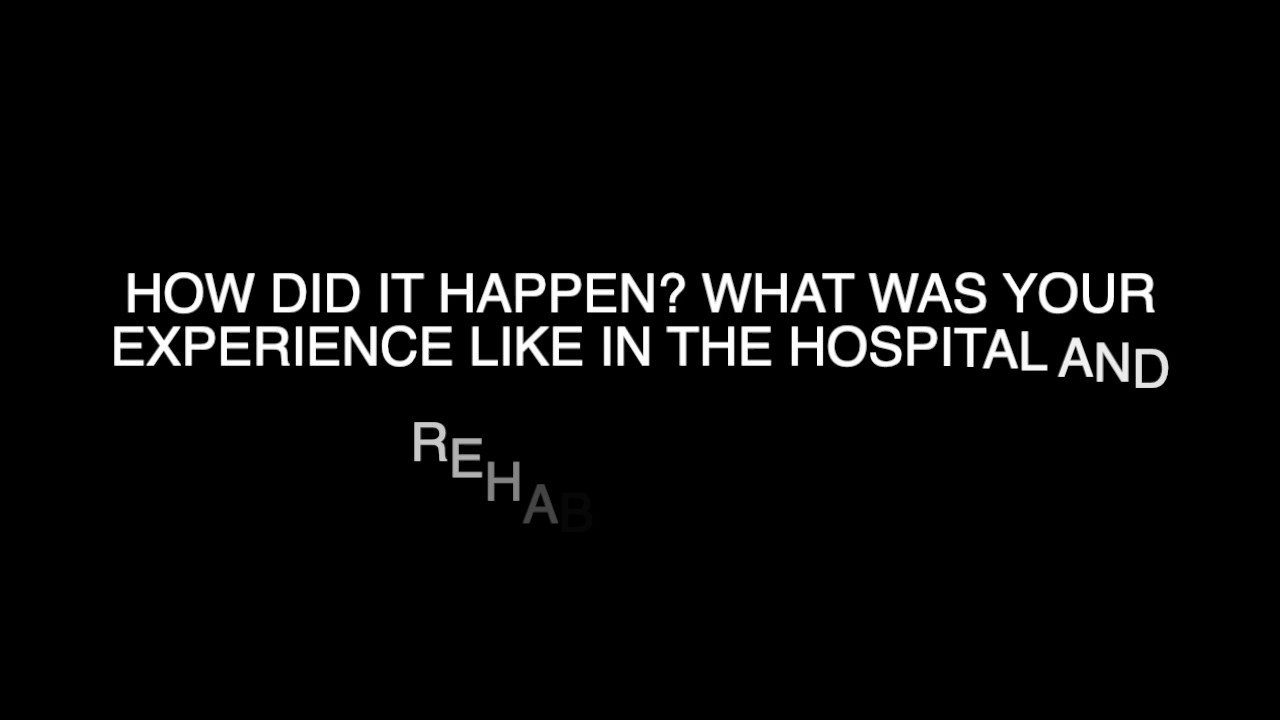 HOW DID IT HAPPEN? WHAT WAS YOUR
EXPERIENCE LIKE IN THE HOSPITAL AND
REHAB